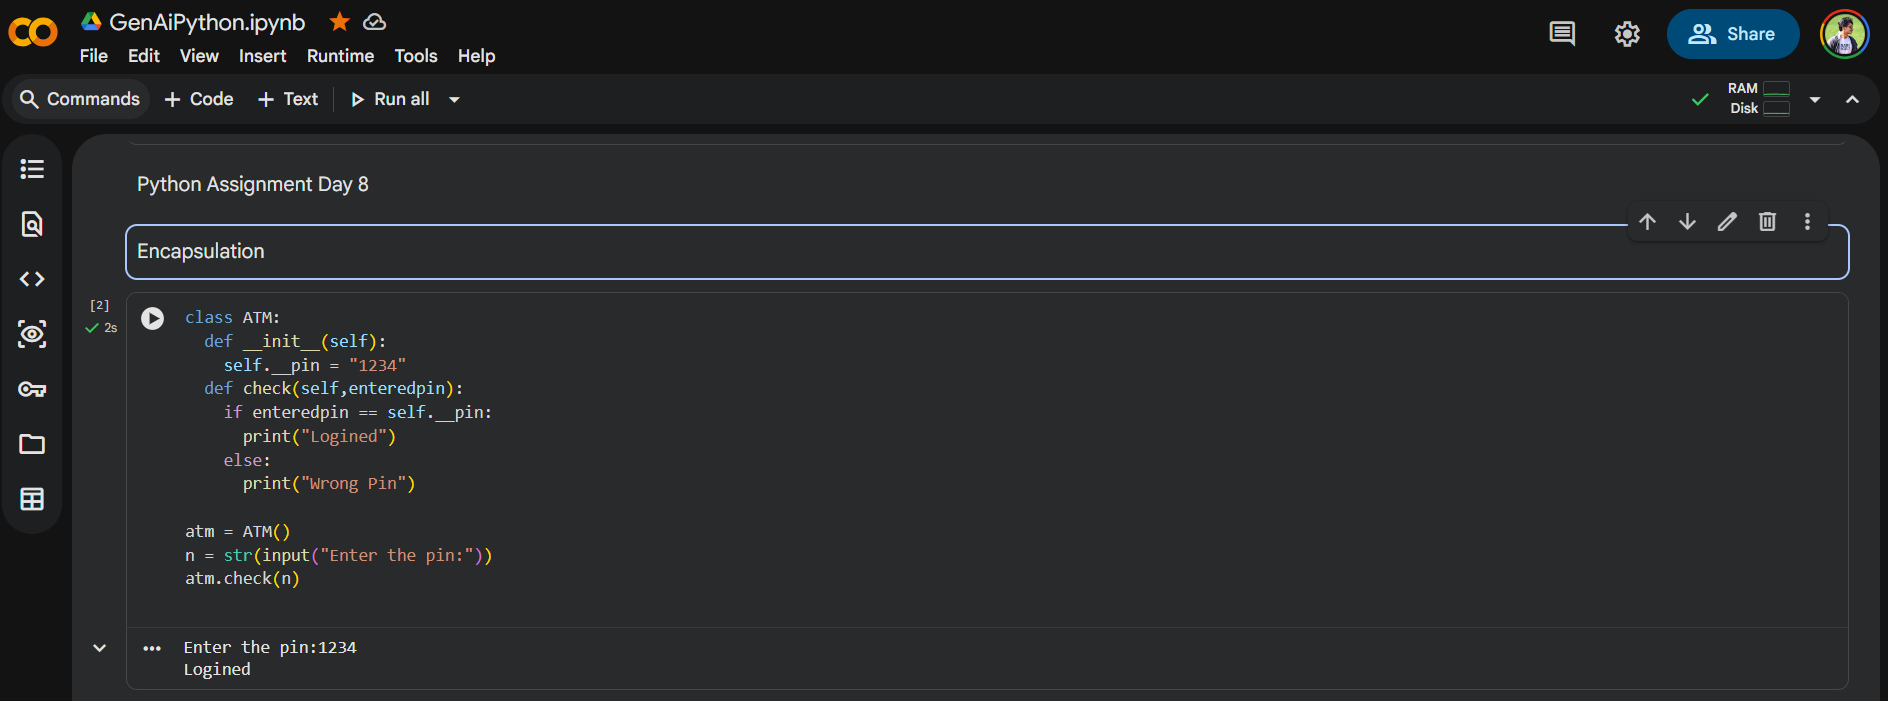 GenAiPython.ipynb
File Edit View Insert Runtime Tools Help
Share
Commands + Code + Text Run all
RAM
Disk
Python Assignment Day 8
Encapsulation
[2]
2s
class ATM:
  def __init__(self):
    self.__pin = "1234"
  def check(self,enteredpin):
    if enteredpin == self.__pin:
      print("Logined")
    else:
      print("Wrong Pin")
atm = ATM()
n = str(input("Enter the pin:"))
atm.check(n)
Enter the pin:1234
Logined